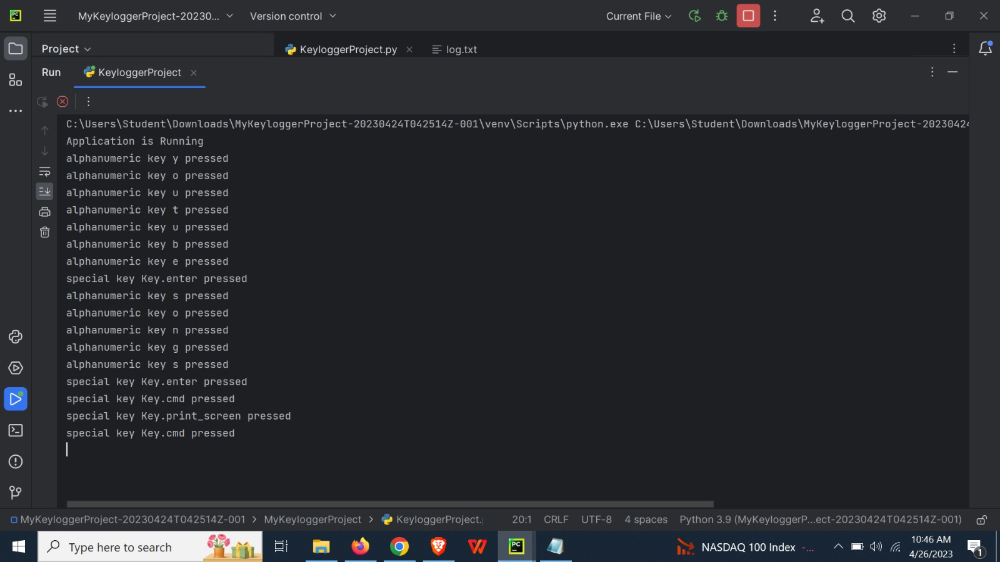 MyKeyloggerProject-20230... Version control Current File
Project KeyloggerProject.py log.txt
Run KeyloggerProject
C:\Users\Student\Downloads\MyKeyloggerProject-20230424T042514Z-001\venv\Scripts\python.exe C:\Users\Student\Downloads\MyKeyloggerProject-2023042
Application is Running
alphanumeric key y pressed
alphanumeric key o pressed
alphanumeric key u pressed
alphanumeric key t pressed
alphanumeric key u pressed
alphanumeric key b pressed
alphanumeric key e pressed
special key Key.enter pressed
alphanumeric key s pressed
alphanumeric key o pressed
alphanumeric key n pressed
alphanumeric key g pressed
alphanumeric key s pressed
special key Key.enter pressed
special key Key.cmd pressed
special key Key.print_screen pressed
special key Key.cmd pressed
MyKeyloggerProject-20230424T042514Z-001 > MyKeyloggerProject > KeyloggerProject. 20:1 CRLF UTF-8 4 spaces Python 3.9 (MyKeyloggerP...ect-20230424T042514Z-001)
Type here to search NASDAQ 100 Index -... 10:46 AM
4/26/2023 1